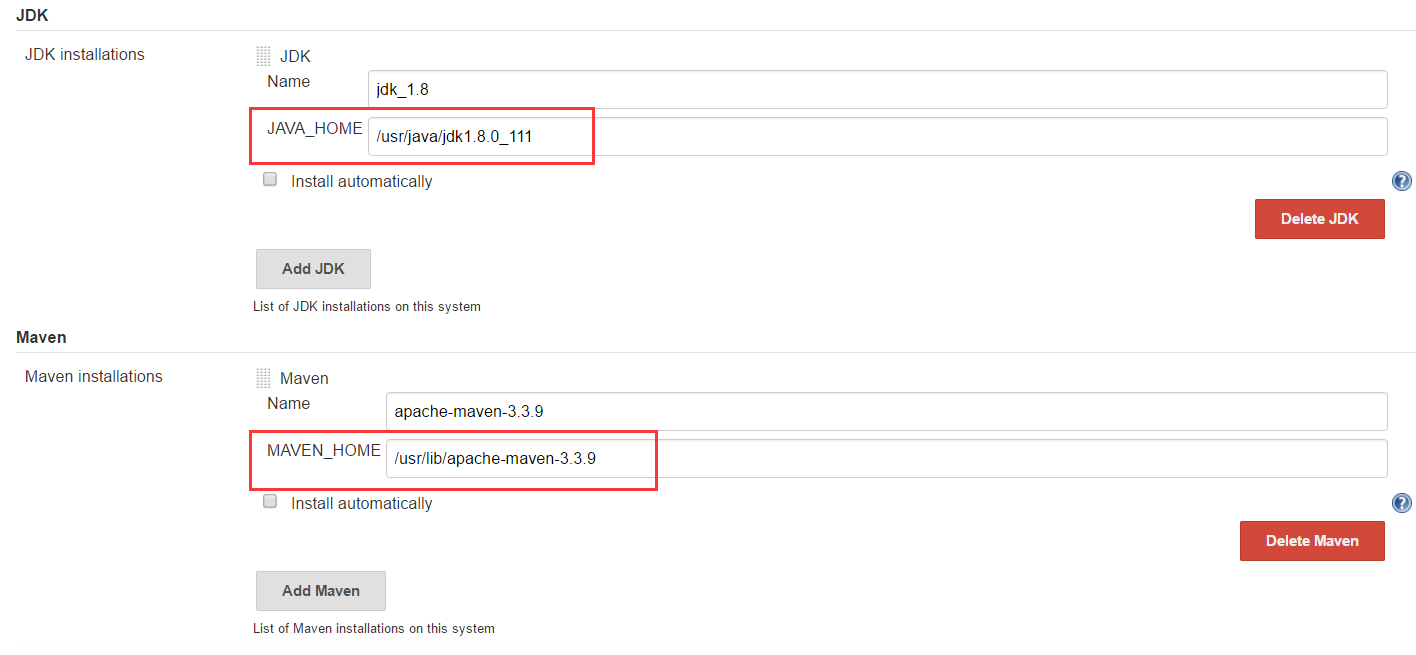 JDK
JDK installations
JDK
Name
jdk_1.8
JAVA_HOME
/usr/java/jdk1.8.0_111
Install automatically
?
Delete JDK
Add JDK
List of JDK installations on this system
Maven
Maven installations
Maven
Name
apache-maven-3.3.9
MAVEN_HOME
/usr/lib/apache-maven-3.3.9
Install automatically
?
Delete Maven
Add Maven
List of Maven installations on this system